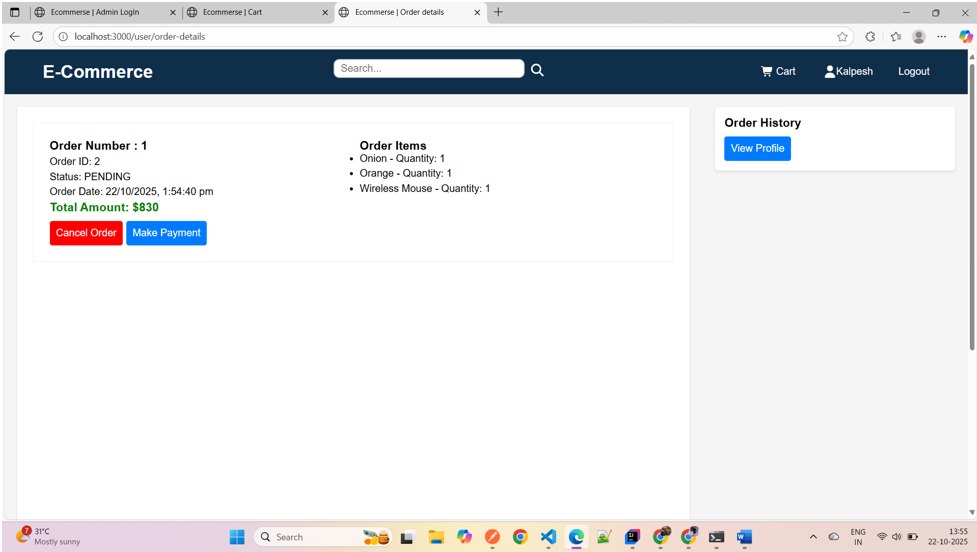 Ecommerse | Admin LogIn
Ecommerse | Cart
Ecommerse | Order details
localhost:3000/user/order-details
E-Commerce
Search...
Cart
Kalpesh
Logout
Order Number : 1
Order ID: 2
Status: PENDING
Order Date: 22/10/2025, 1:54:40 pm
Total Amount: $830
Cancel Order
Make Payment
Order Items
Onion - Quantity: 1
Orange - Quantity: 1
Wireless Mouse - Quantity: 1
Order History
View Profile
7
31°C
Mostly sunny
Search
ENG
IN
13:55
22-10-2025